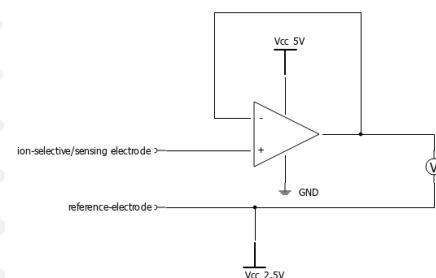 Vcc 5V
-
ion-selective/sensing electrode
+
V
GND
reference-electrode
Vcc 2.5V